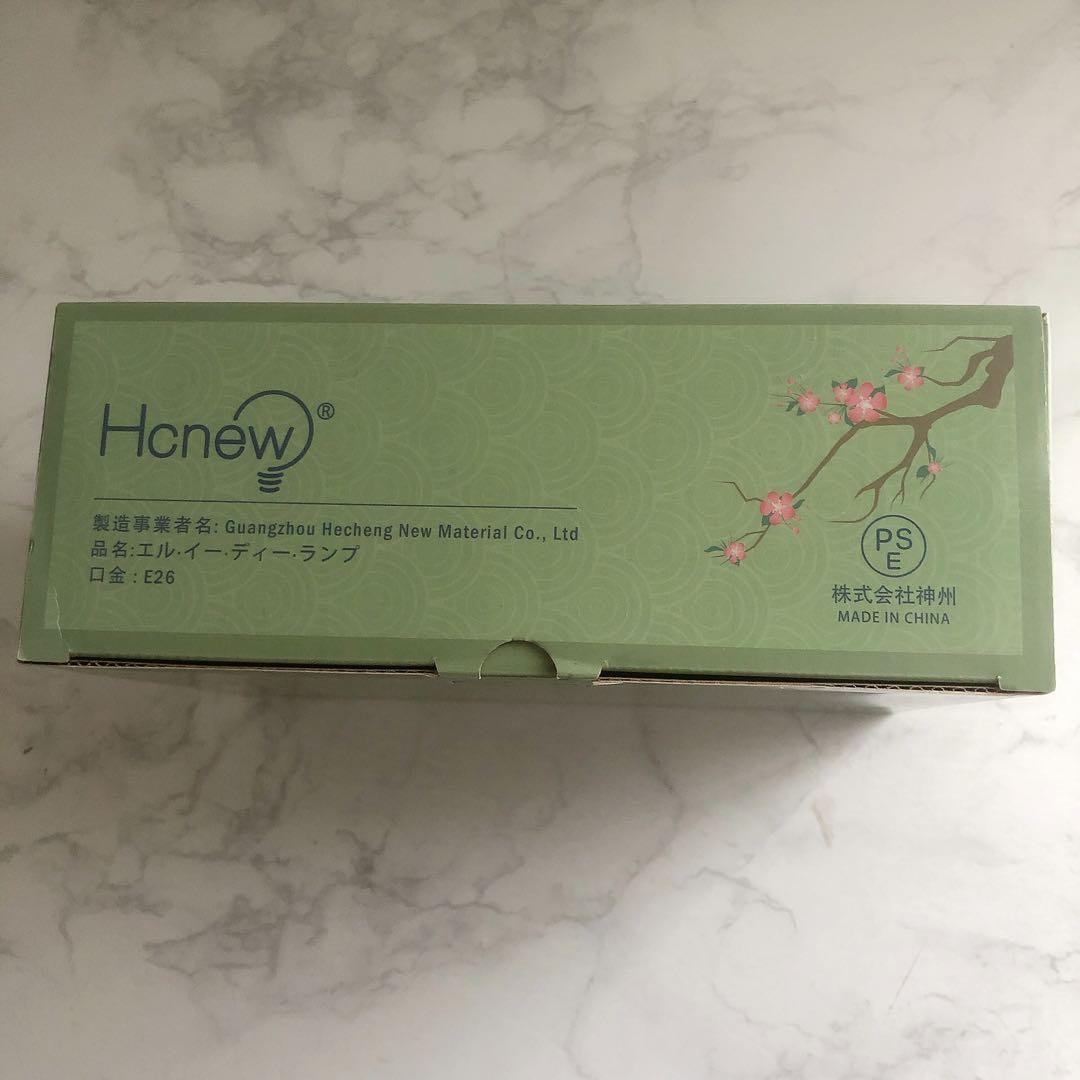 Hcnew®
製造事業者名: Guangzhou Hecheng New Material Co., Ltd
品名:エル·イー·ディー·ランプ
口金 : E26
PS
E
株式会社神州
MADE IN CHINA